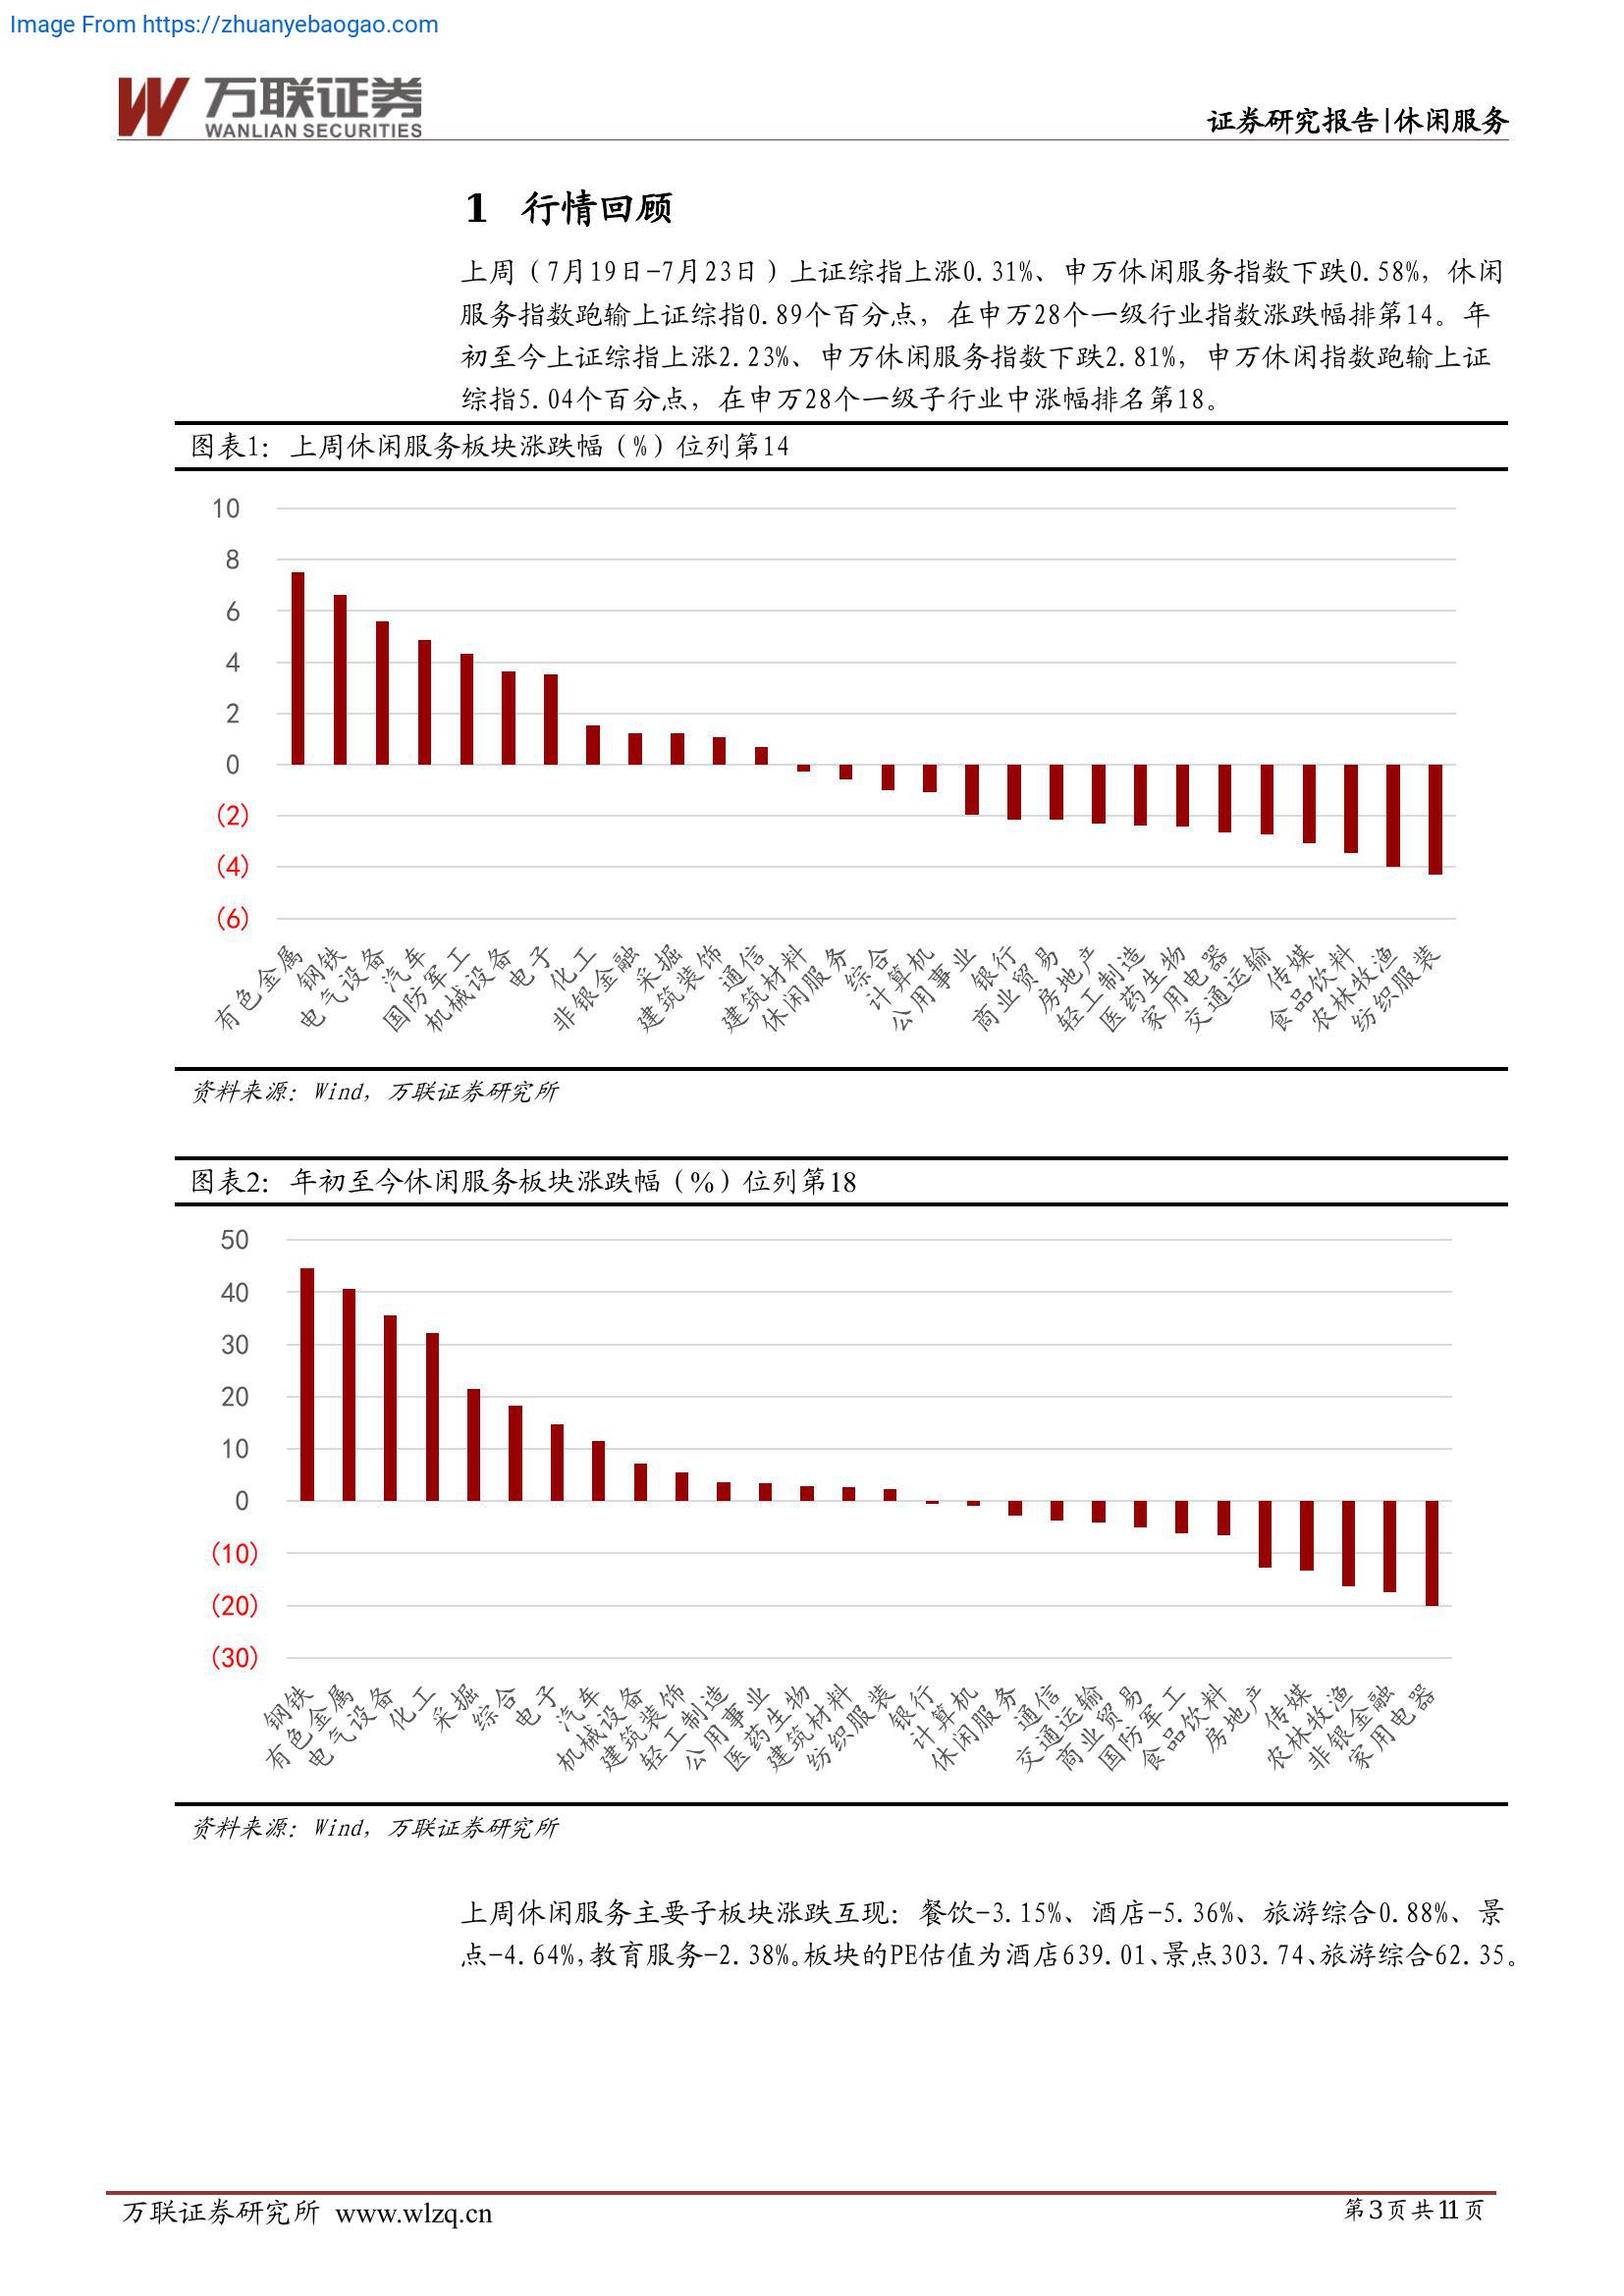 Image From https://zhuanyebaogao.com
万联证券
WANLIAN SECURITIES
证券研究报告|休闲服务
1 行情回顾
上周（7月19日-7月23日）上证综指上涨0.31%、申万休闲服务指数下跌0.58%，休闲
服务指数跑输上证综指0.89个百分点，在申万28个一级行业指数涨跌幅排第14。年
初至今上证综指上涨2.23%、申万休闲服务指数下跌2.81%，申万休闲指数跑输上证
综指5.04个百分点，在申万28个一级子行业中涨幅排名第18。
图表1：上周休闲服务板块涨跌幅（%）位列第14
10
8
6
4
2
0
(2)
(4)
(6)
有色金属
钢铁
电气设备
汽车
国防军工
机械设备
电子
化工
非银金融
采掘
建筑装饰
通信
建筑材料
休闲服务
综合
计算机
公用事业
银行
商业贸易
房地产
轻工制造
医药生物
家用电器
交通运输
传媒
食品饮料
农林牧渔
纺织服装
资料来源：Wind，万联证券研究所
图表2：年初至今休闲服务板块涨跌幅（%）位列第18
50
40
30
20
10
0
(10)
(20)
(30)
钢铁
有色金属
电气设备
化工
采掘
综合
电子
汽车
机械设备
建筑装饰
轻工制造
公用事业
医药生物
建筑材料
纺织服装
银行
计算机
休闲服务
通信
交通运输
商业贸易
国防军工
食品饮料
房地产
传媒
农林牧渔
非银金融
家用电器
资料来源：Wind，万联证券研究所
上周休闲服务主要子板块涨跌互现：餐饮-3.15%、酒店-5.36%、旅游综合0.88%、景
点-4.64%,教育服务-2.38%。板块的PE估值为酒店639.01、景点303.74、旅游综合62.35。
万联证券研究所 www.wlzq.cn
第3页共11页